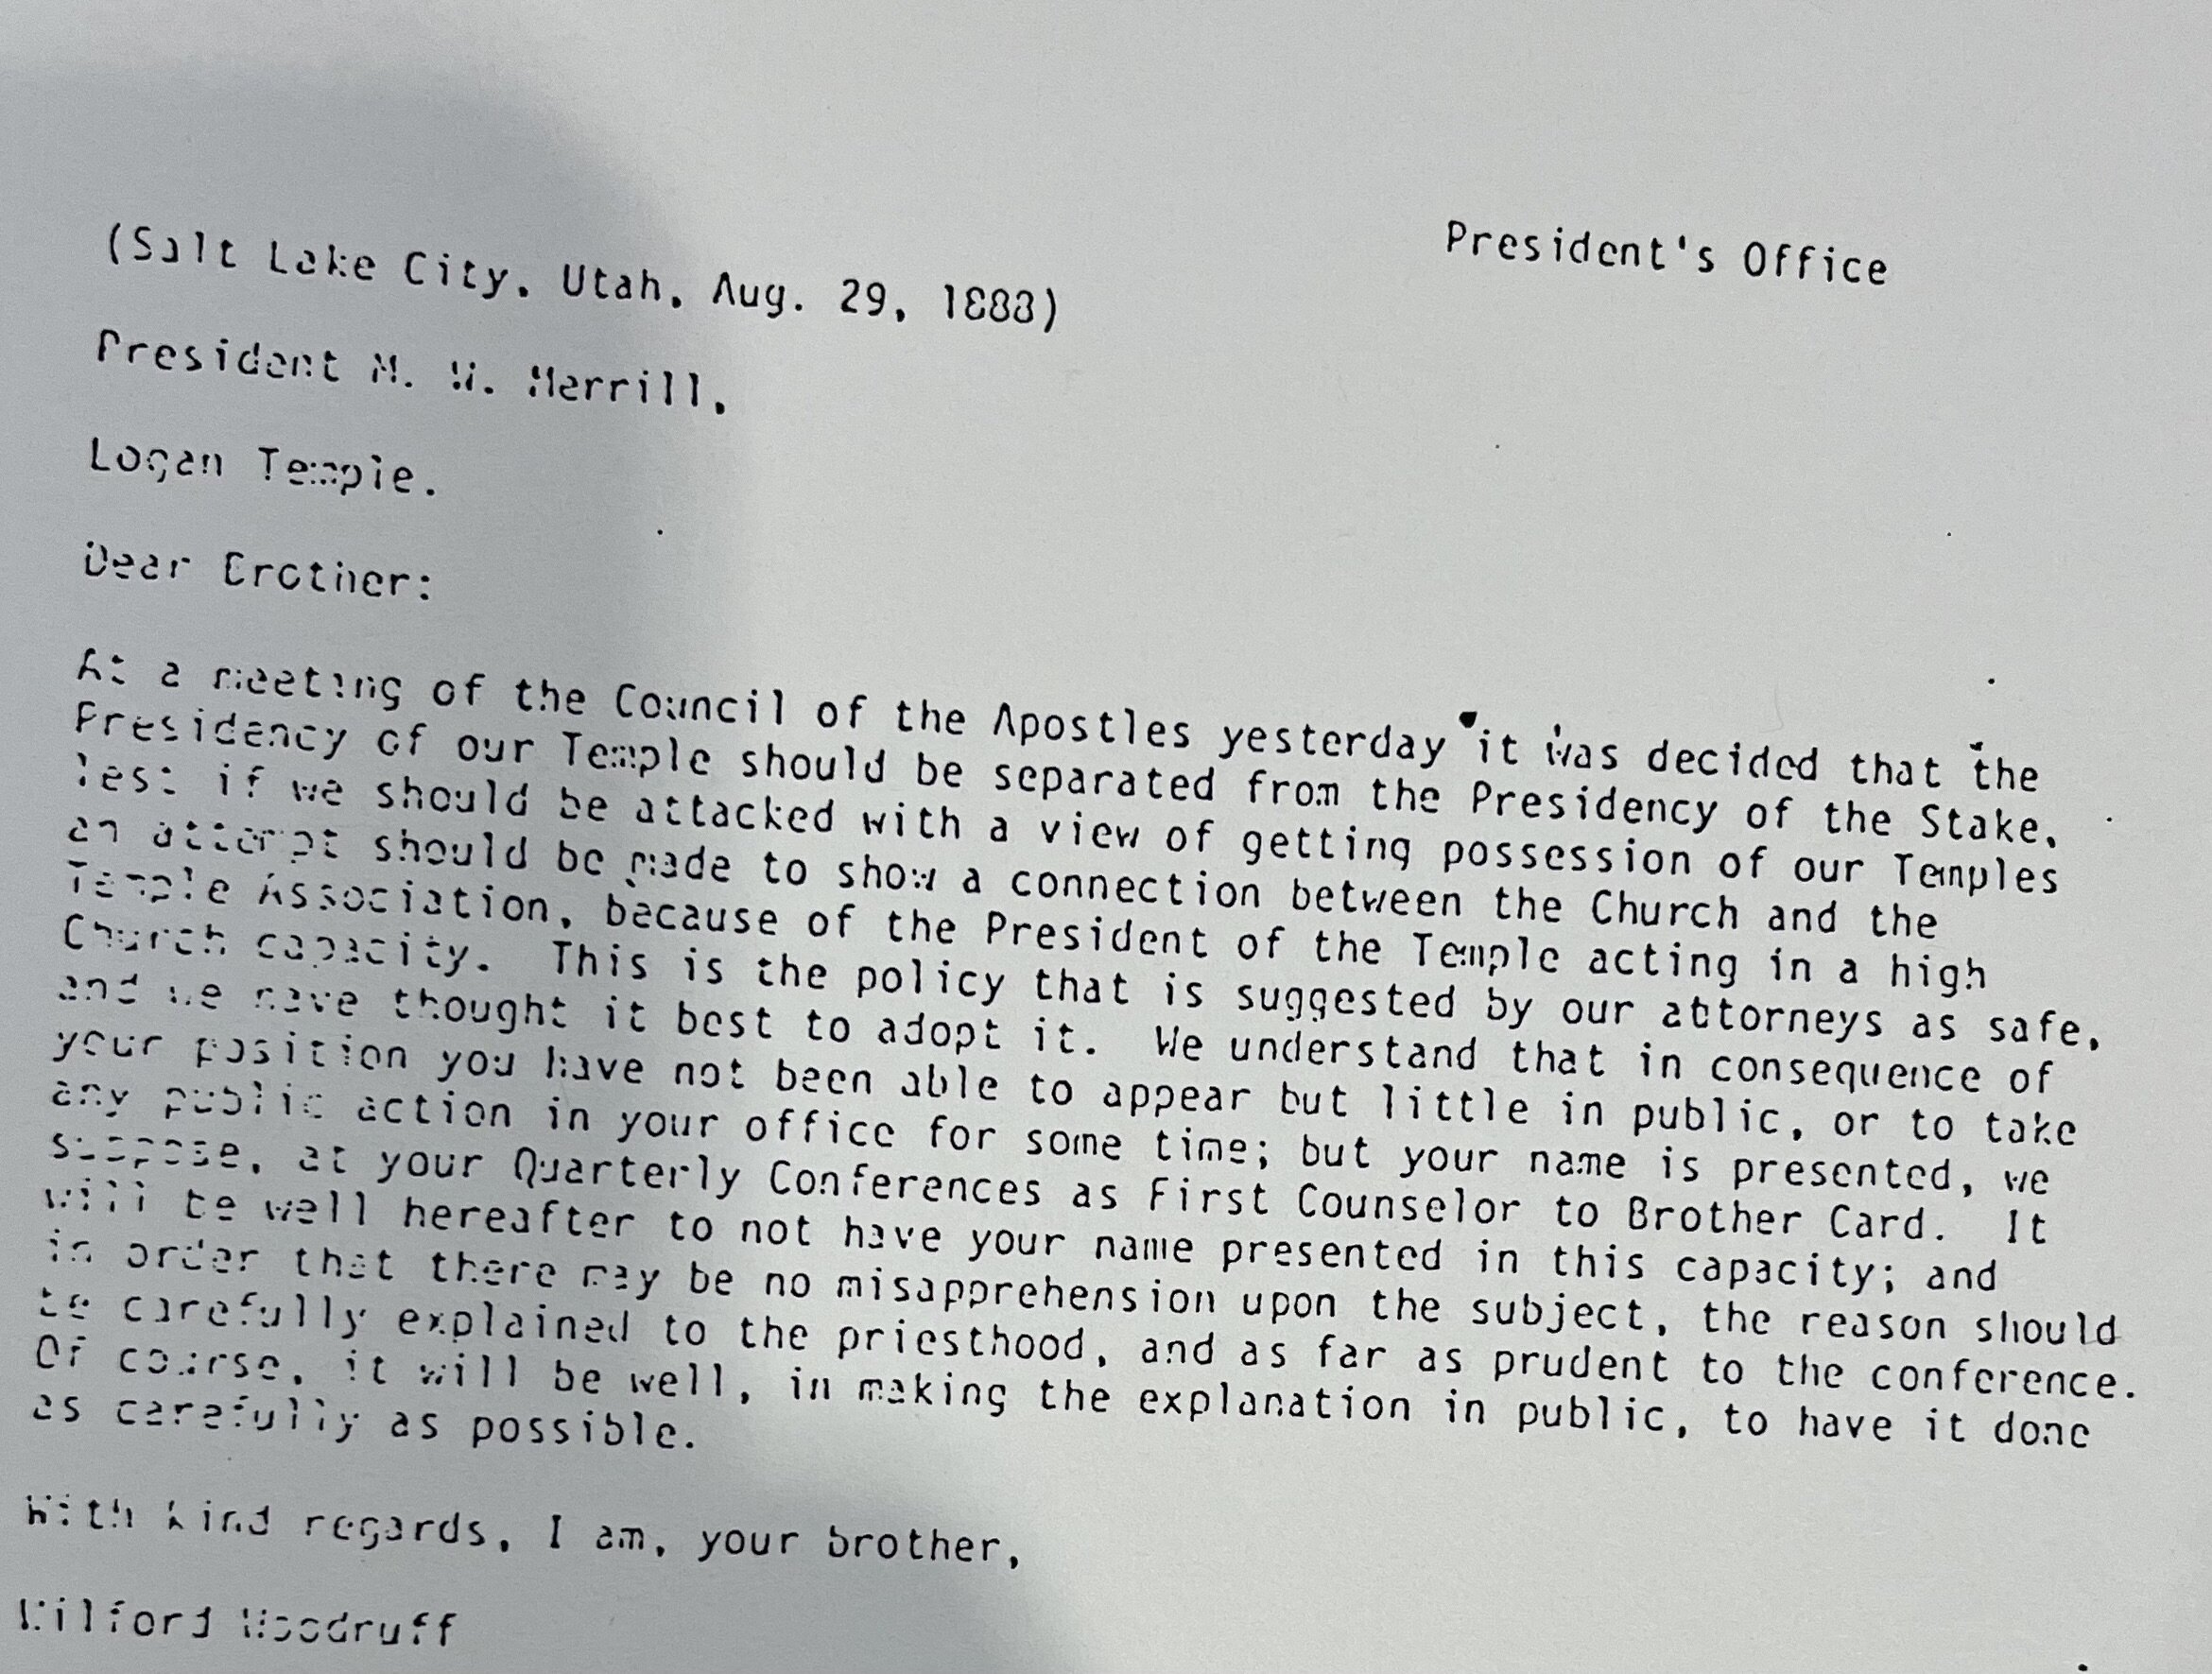 President's Office
(Salt Lake City, Utah, Aug. 29, 1888)
President M. W. Merrill,
Logan Temple.
Dear Brother:
At a meeting of the Council of the Apostles yesterday it was decided that the
Presidency of our Temple should be separated from the Presidency of the Stake,
lest if we should be attacked with a view of getting possession of our Temples
an attempt should be made to show a connection between the Church and the
Temple Association, because of the President of the Temple acting in a high
Church capacity. This is the policy that is suggested by our attorneys as safe,
and we have thought it best to adopt it. We understand that in consequence of
your position you have not been able to appear but little in public, or to take
any public action in your office for some time; but your name is presented, we
suppose, at your Quarterly Conferences as First Counselor to Brother Card. It
will be well hereafter to not have your name presented in this capacity; and
in order that there may be no misapprehension upon the subject, the reason should
be carefully explained to the priesthood, and as far as prudent to the conference.
Of course, it will be well, in making the explanation in public, to have it done
as carefully as possible.
With kind regards, I am, your brother,
Wilford Woodruff